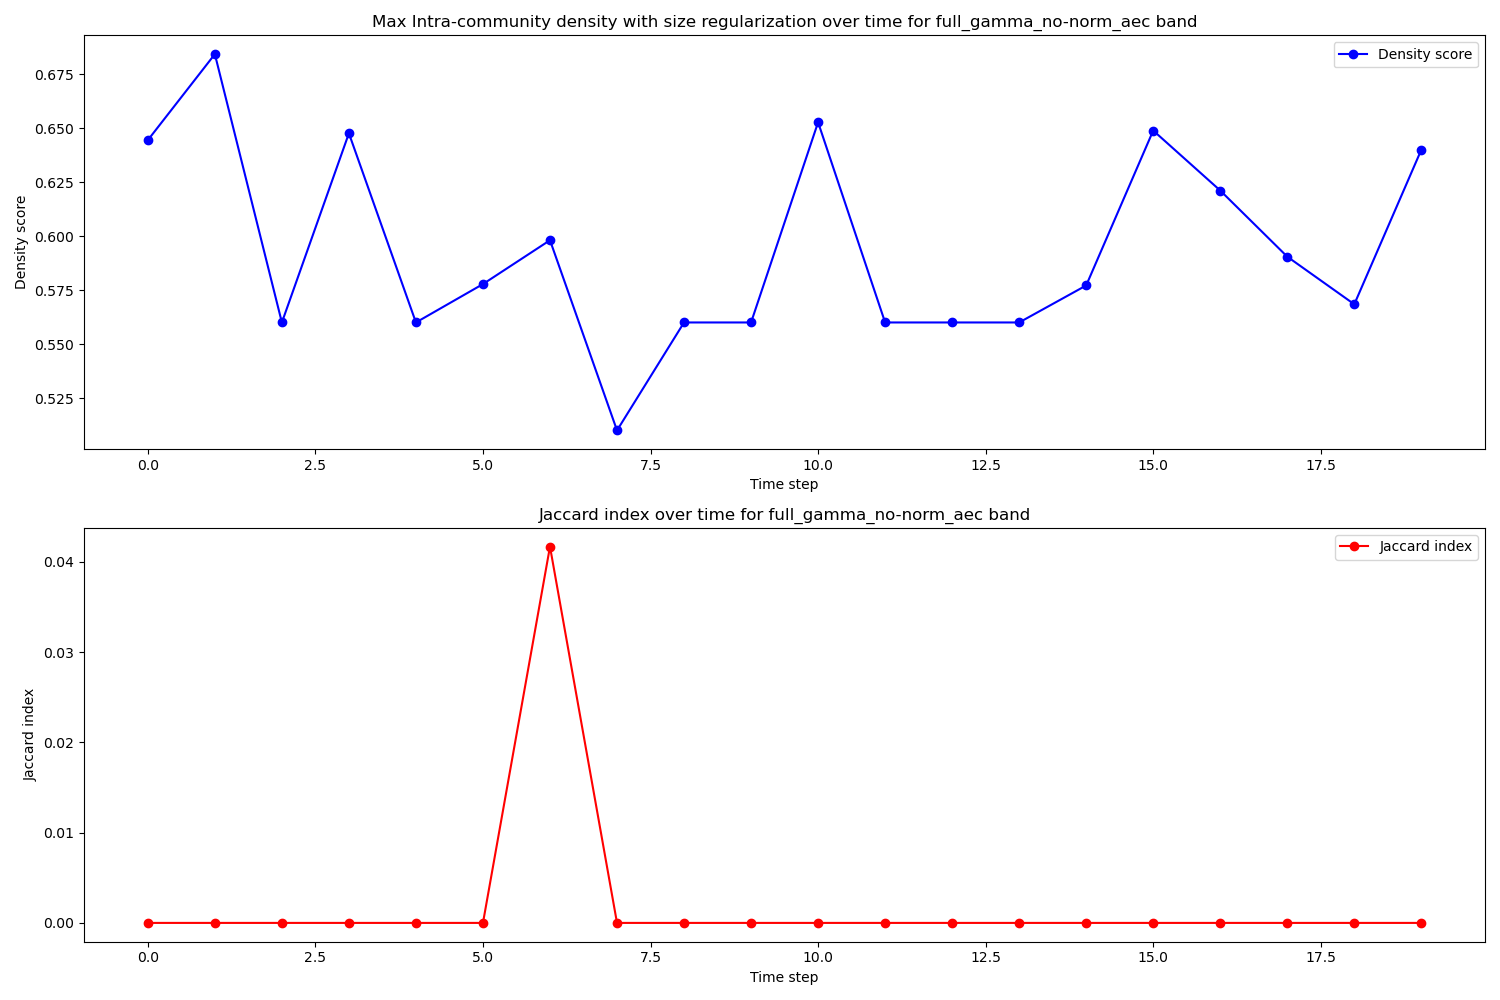 Max Intra-community density with size regularization over time for full_gamma_no-norm_aec band
Density score
0.675
0.650
0.625
0.600
0.575
0.550
0.525
Density score
0.0 2.5 5.0 7.5 10.0 12.5 15.0 17.5
Time step
Jaccard index over time for full_gamma_no-norm_aec band
Jaccard index
0.04
0.03
0.02
0.01
0.00
Jaccard index
0.0 2.5 5.0 7.5 10.0 12.5 15.0 17.5
Time step